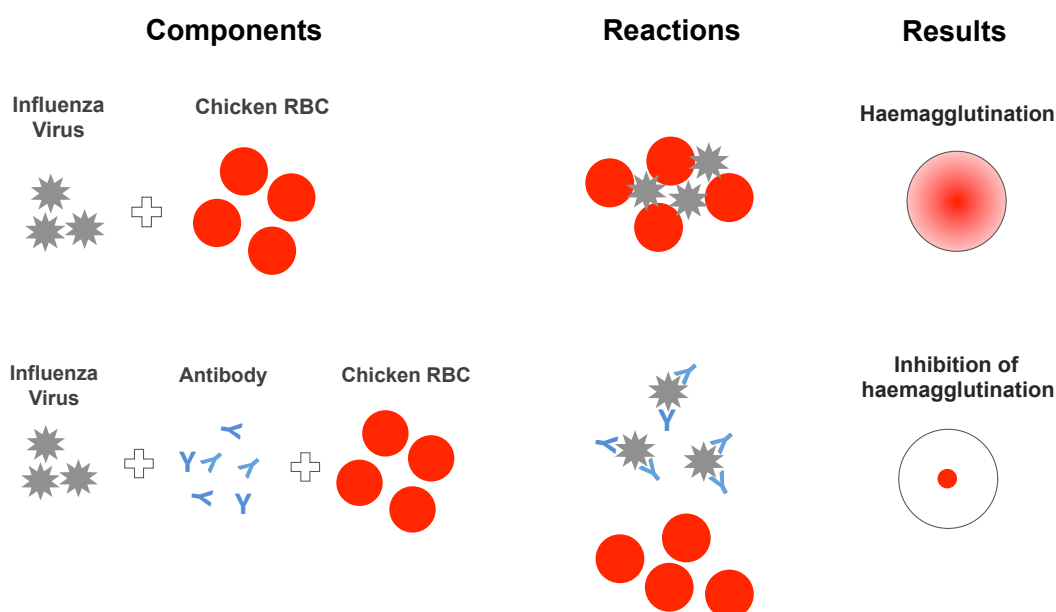 Components
Reactions
Results
Influenza
Virus
Chicken RBC
Haemagglutination
Influenza
Virus
Antibody
Chicken RBC
Inhibition of
haemagglutination